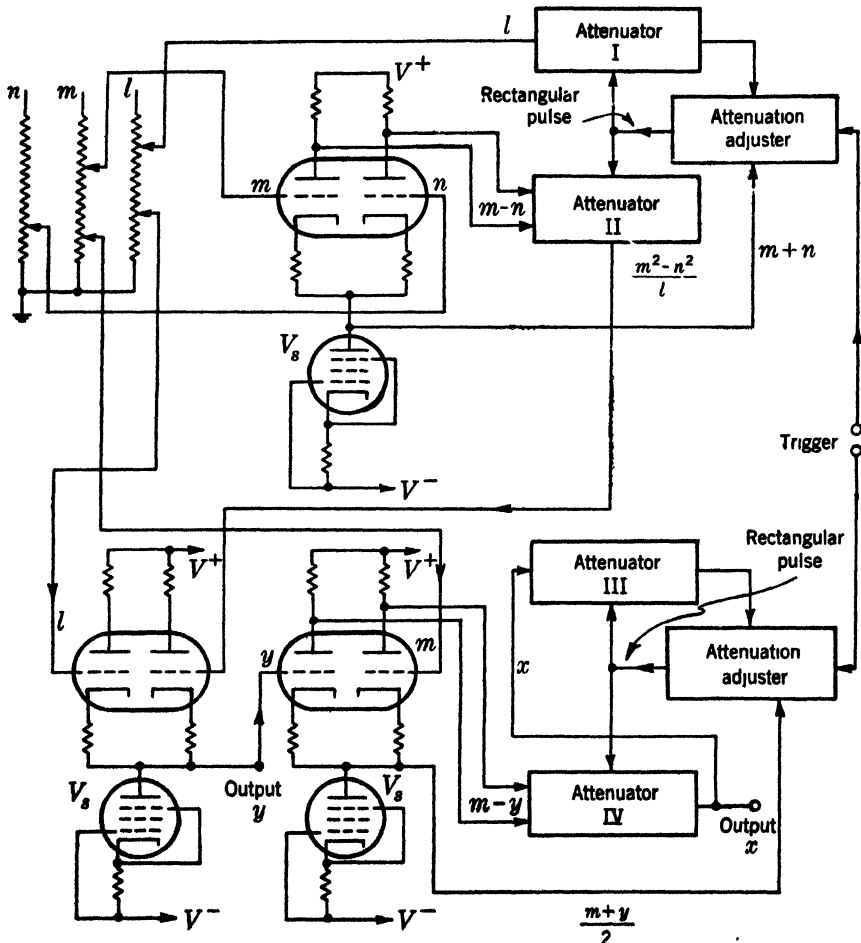 l
Attenuator
I
n
m
l
V+
Rectangular
pulse
Attenuation
adjuster
m
n
m-n
Attenuator
II
m+n
m²-n²
l
Vs
V−
Trigger
Rectangular
pulse
V+
V+
Attenuator
III
l
y
m
x
Attenuation
adjuster
Vs
Output
y
Vs
m-y
Attenuator
IV
Output
x
V−
V−
m+y
2